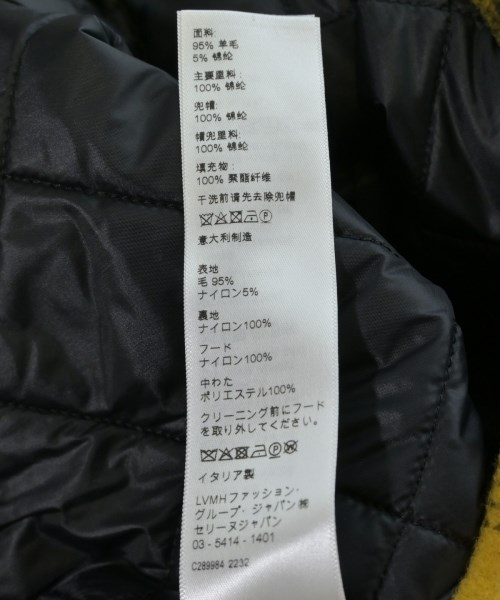 面料:
95% 羊毛
5% 锦纶
主要里料:
100% 锦纶
兜帽:
100% 锦纶
帽兜里料:
100% 锦纶
填充物:
100% 聚酯纤维
干洗前请先去除兜帽
意大利制造
表地
毛 95%
ナイロン5%
裏地
ナイロン100%
フード
ナイロン100%
中わた
ポリエステル100%
クリーニング前にフード
を取り外してください。
イタリア製
LVMHファッション・
グループ・ジャパン㈱
セリーヌジャパン
03 - 5414 - 1401
C289984 2232